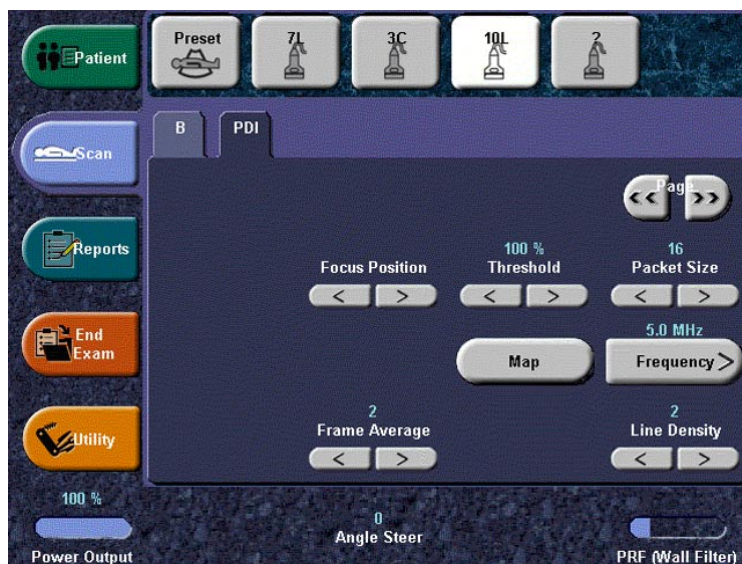 Patient
Preset
7L
3C
10L
?
Scan
B
PDI
<< Page >>
Reports
Focus Position
100 %
Threshold
16
Packet Size
< >
< >
< >
End
Exam
Map
5.0 MHz
Frequency >
Utility
2
Frame Average
2
Line Density
< >
< >
100 %
Power Output
0
Angle Steer
PRF (Wall Filter)